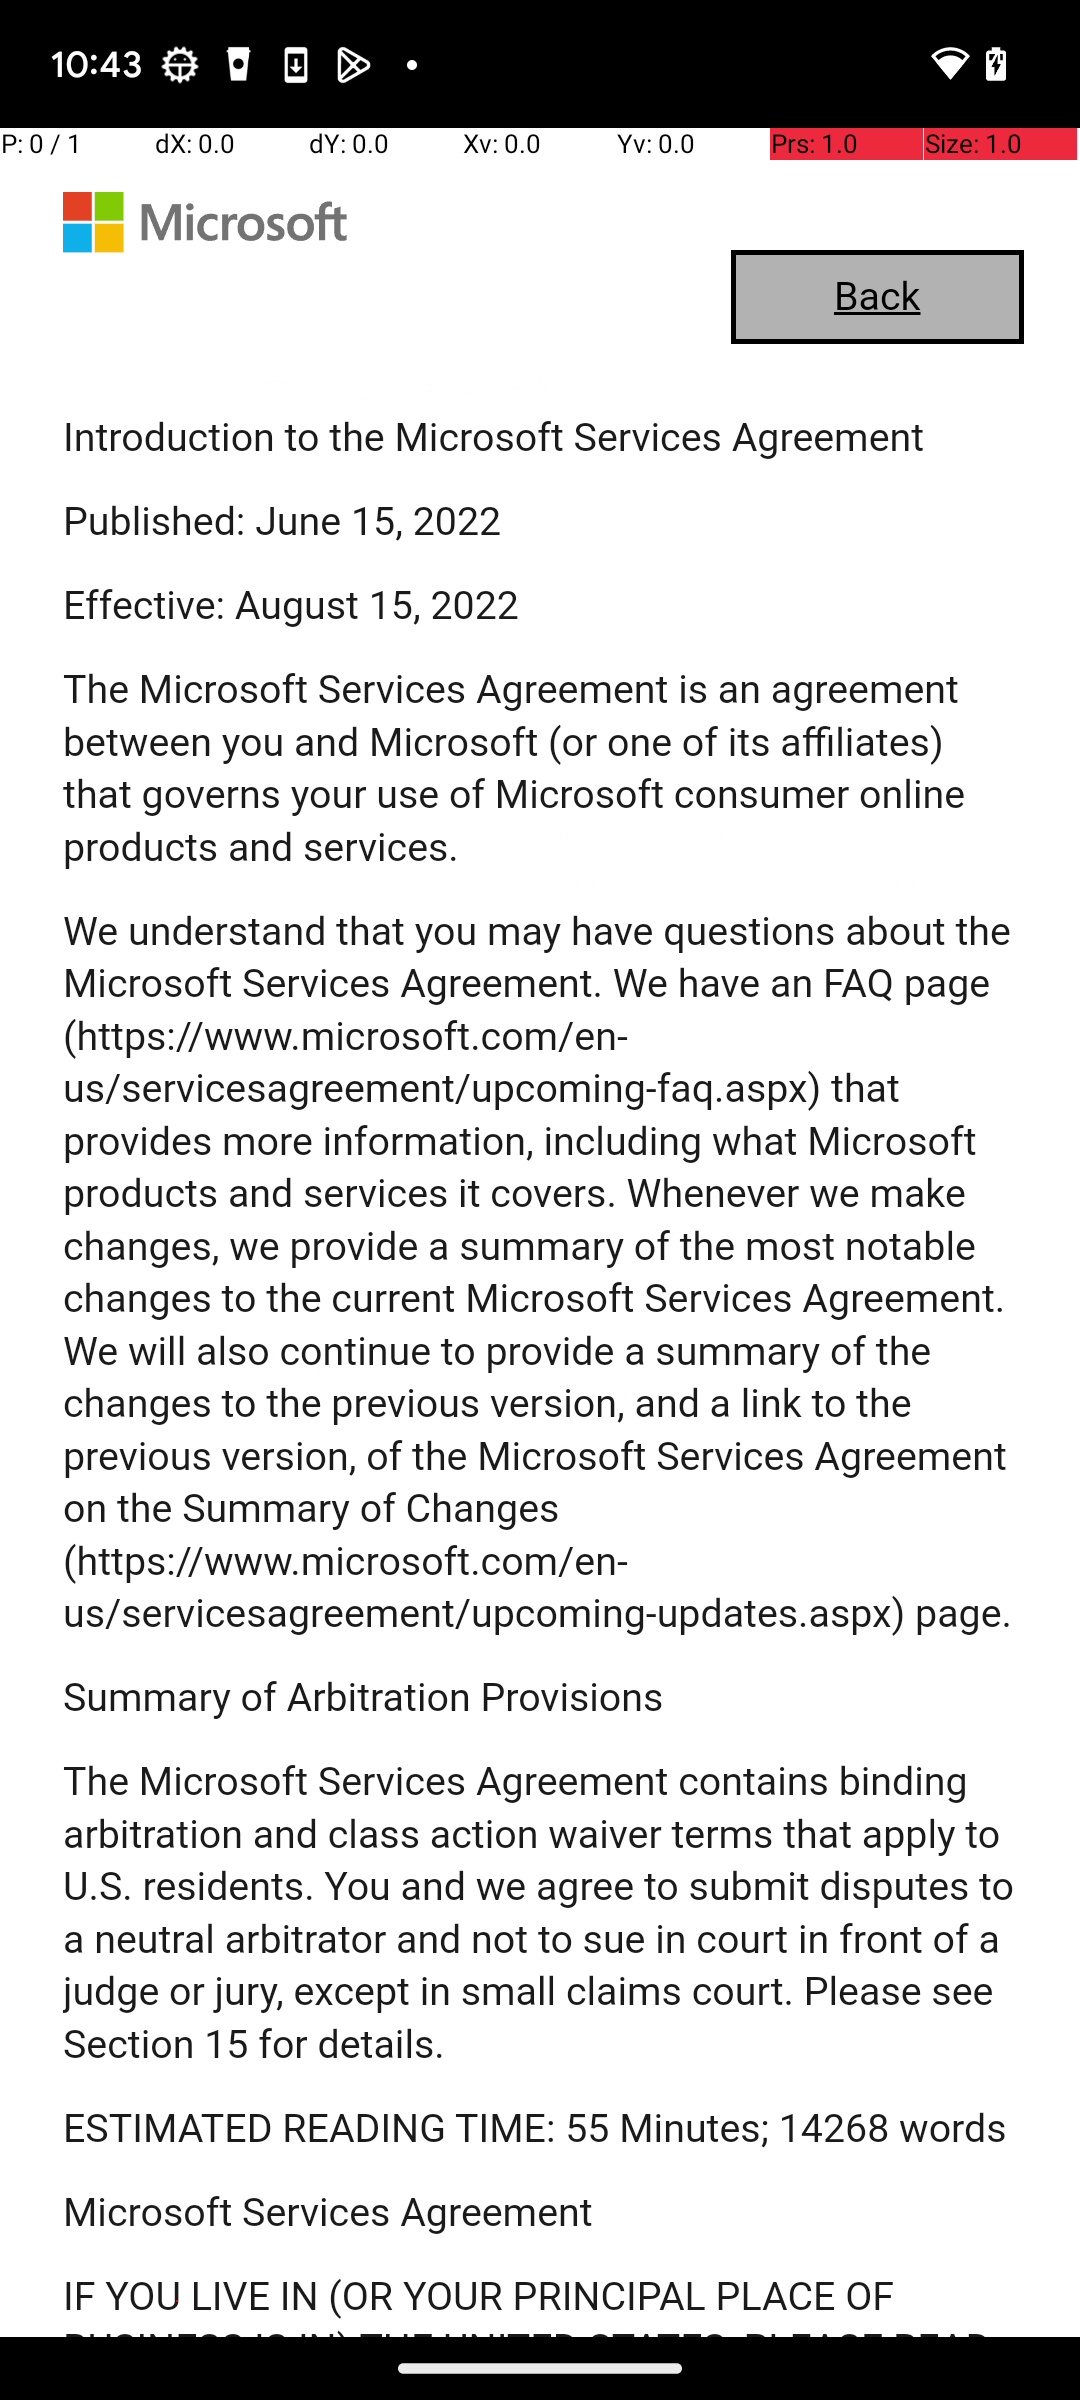 10:43
P: 0 / 1 dX: 0.0 dY: 0.0 Xv: 0.0 Yv: 0.0 Prs: 1.0 Size: 1.0
Microsoft
Back
Introduction to the Microsoft Services Agreement
Published: June 15, 2022
Effective: August 15, 2022
The Microsoft Services Agreement is an agreement
between you and Microsoft (or one of its affiliates)
that governs your use of Microsoft consumer online
products and services.
We understand that you may have questions about the
Microsoft Services Agreement. We have an FAQ page
(https://www.microsoft.com/en-
us/servicesagreement/upcoming-faq.aspx) that
provides more information, including what Microsoft
products and services it covers. Whenever we make
changes, we provide a summary of the most notable
changes to the current Microsoft Services Agreement.
We will also continue to provide a summary of the
changes to the previous version, and a link to the
previous version, of the Microsoft Services Agreement
on the Summary of Changes
(https://www.microsoft.com/en-
us/servicesagreement/upcoming-updates.aspx) page.
Summary of Arbitration Provisions
The Microsoft Services Agreement contains binding
arbitration and class action waiver terms that apply to
U.S. residents. You and we agree to submit disputes to
a neutral arbitrator and not to sue in court in front of a
judge or jury, except in small claims court. Please see
Section 15 for details.
ESTIMATED READING TIME: 55 Minutes; 14268 words
Microsoft Services Agreement
IF YOU LIVE IN (OR YOUR PRINCIPAL PLACE OF
BUSINESS IS IN) THE UNITED STATES, PLEASE READ